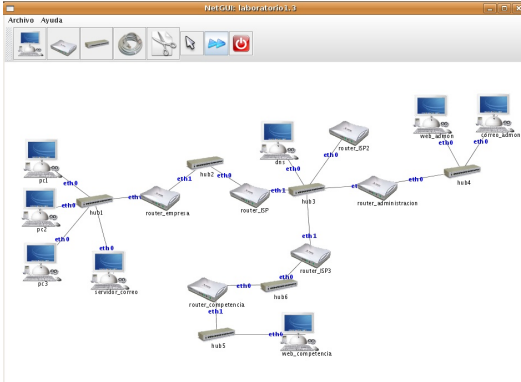 NetGUI: laboratorio1.3
Archivo Ayuda
web_admon
correo_admon
eth0
eth0
router_ISP2
dns
eth0
eth0
pc1
eth0
hub2
eth1
eth0
hub4
eth0
router_administracion
eth1
hub3
router_ISP
eth0
hub1
router_empresa
pc2
eth0
eth0
eth0
pc3
servidor_correo
eth1
router_ISP3
eth0
hub6
eth0
router_competencia
eth1
hub5
eth0
web_competencia